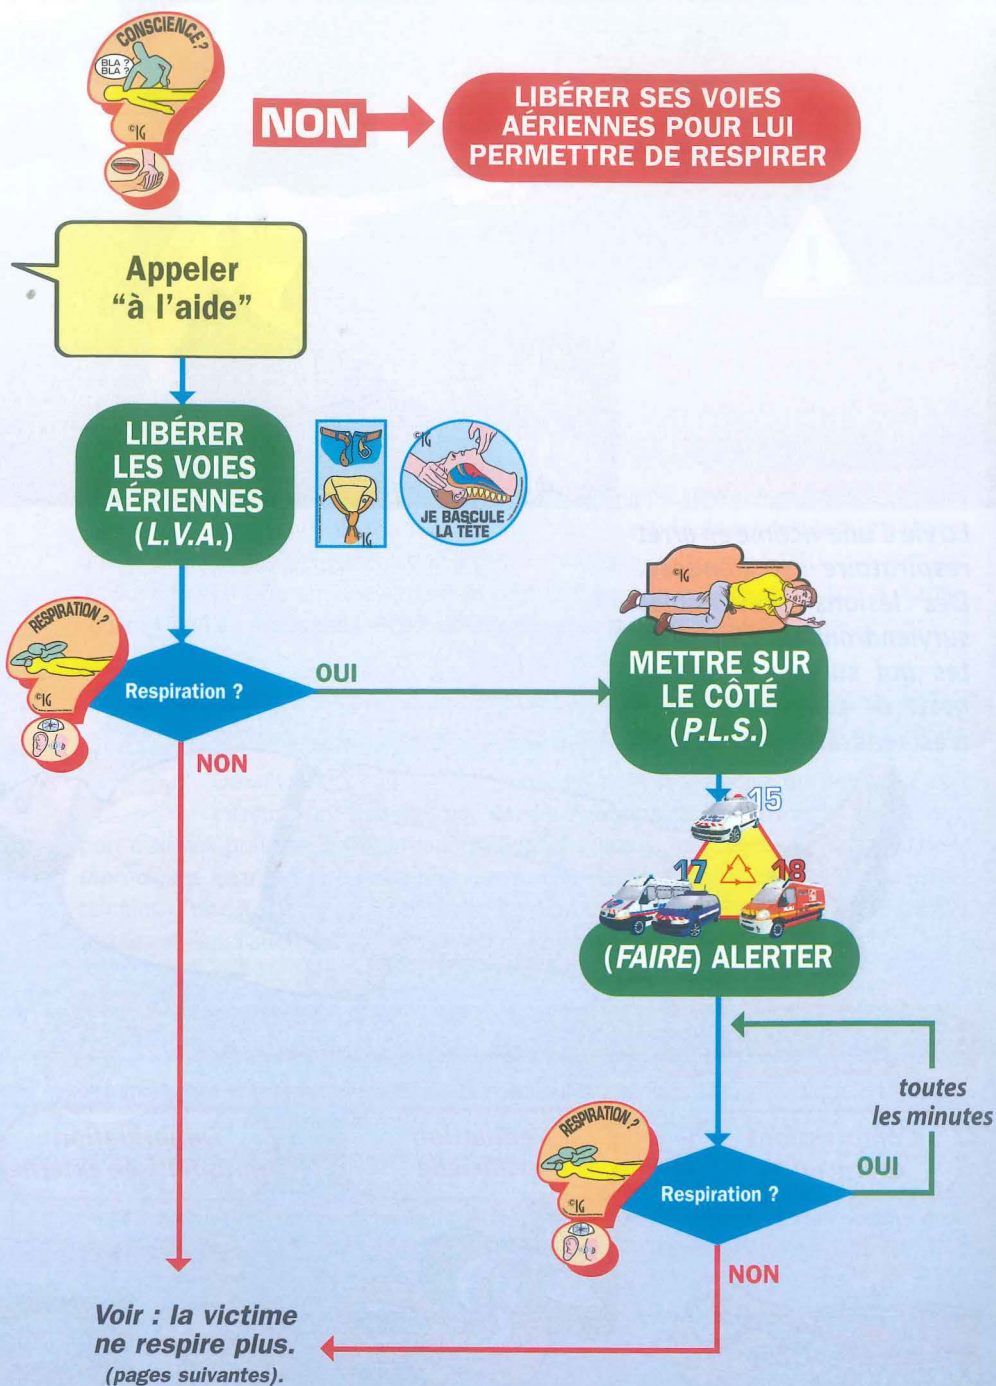 CONSCIENCE ?
BLA ?
BLA ?
©IG
NON
LIBÉRER SES VOIES
AÉRIENNES POUR LUI
PERMETTRE DE RESPIRER
Appeler
“à l’aide”
LIBÉRER
LES VOIES
AÉRIENNES
(L.V.A.)
©IG
©IG
JE BASCULE
LA TÊTE
©IG
METTRE SUR
LE CÔTÉ
(P.L.S.)
RESPIRATION ?
©IG
Respiration ?
OUI
NON
15
17
18
(FAIRE) ALERTER
toutes
les minutes
RESPIRATION ?
©IG
Respiration ?
OUI
NON
Voir : la victime
ne respire plus.
(pages suivantes).